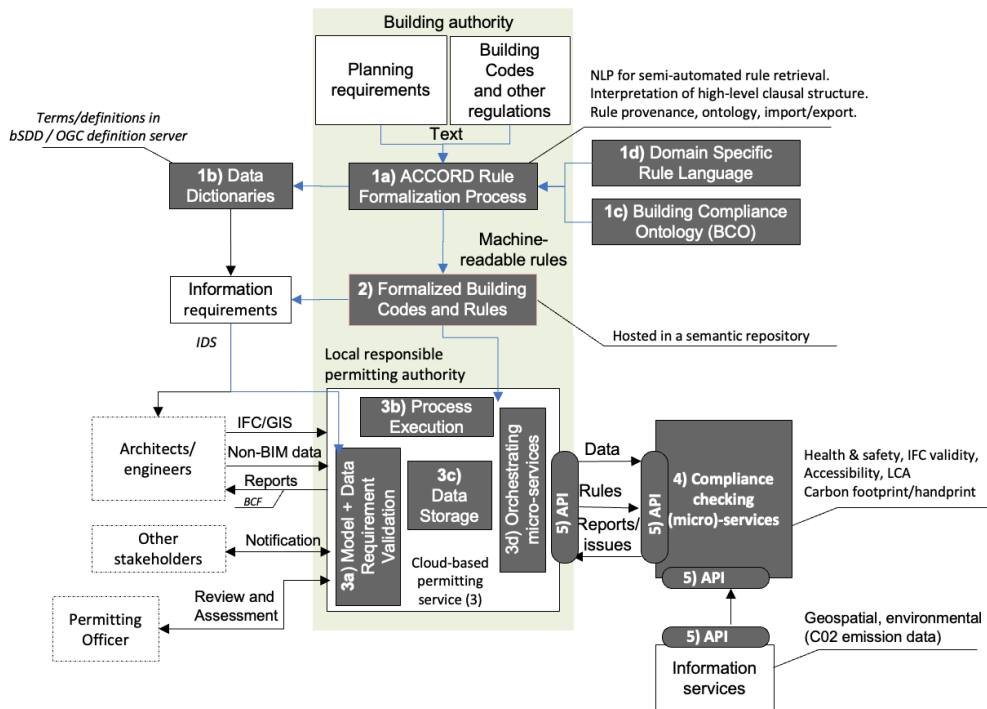 Building authority
Planning
requirements
Building
Codes
and other
regulations
NLP for semi-automated rule retrieval.
Interpretation of high-level clausal structure.
Rule provenance, ontology, import/export.
Terms/definitions in
bSDD / OGC definition server
Text
1b) Data
Dictionaries
1a) ACCORD Rule
Formalization Process
1d) Domain Specific
Rule Language
1c) Building Compliance
Ontology (BCO)
Machine-
readable rules
Information
requirements
2) Formalized Building
Codes and Rules
Hosted in a semantic repository
IDS
Local responsible
permitting authority
Architects/
engineers
IFC/GIS
Non-BIM data
Reports
BCF
3b) Process
Execution
3a) Model + Data
Requirement
Validation
3c)
Data
Storage
3d) Orchestrating
micro-services
Cloud-based
permitting
service (3)
5) API
Data
Rules
Reports/
issues
5) API
4) Compliance
checking
(micro)-services
5) API
Health & safety, IFC validity,
Accessibility, LCA
Carbon footprint/handprint
Other
stakeholders
Notification
Review and
Assessment
Permitting
Officer
5) API
Information
services
Geospatial, environmental
(C02 emission data)